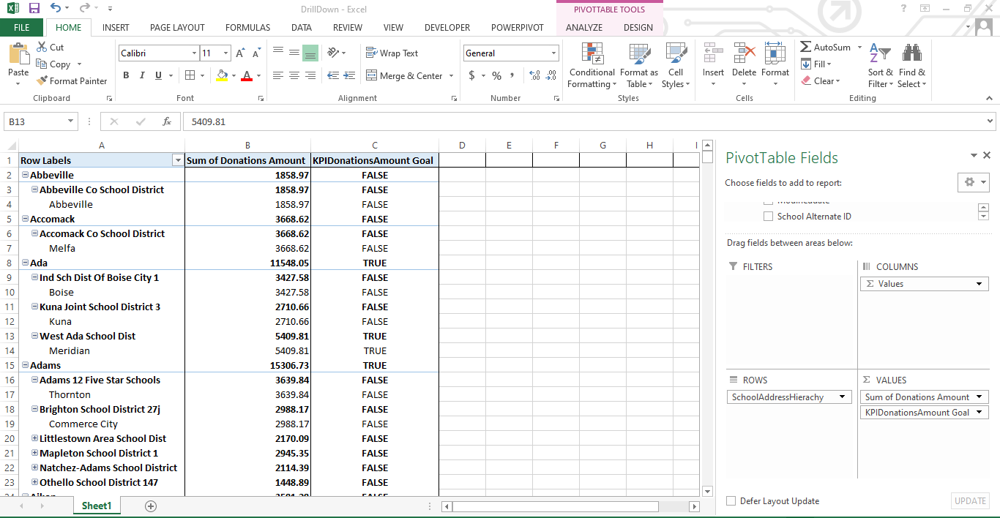 DrillDown - Excel
PIVOTTABLE TOOLS
?
FILE HOME INSERT PAGE LAYOUT FORMULAS DATA REVIEW VIEW DEVELOPER POWERPIVOT ANALYZE DESIGN
Paste
Cut
Copy
Format Painter
Clipboard
Calibri 11
B I U
Font
Wrap Text
Merge & Center
Alignment
General
$ % ,
Number
Conditional Formatting
Format as Table
Cell Styles
Styles
Insert
Delete
Format
Cells
AutoSum
Fill
Clear
Sort & Filter
Find & Select
Editing
B13 fx 5409.81
A B C D E F G H I
1 Row Labels Sum of Donations Amount KPIDonationsAmount Goal
2 Abbeville 1858.97 FALSE
3 Abbeville Co School District 1858.97 FALSE
4 Abbeville 1858.97 FALSE
5 Accomack 3668.62 FALSE
6 Accomack Co School District 3668.62 FALSE
7 Melfa 3668.62 FALSE
8 Ada 11548.05 TRUE
9 Ind Sch Dist Of Boise City 1 3427.58 FALSE
10 Boise 3427.58 FALSE
11 Kuna Joint School District 3 2710.66 FALSE
12 Kuna 2710.66 FALSE
13 West Ada School Dist 5409.81 TRUE
14 Meridian 5409.81 TRUE
15 Adams 15306.73 TRUE
16 Adams 12 Five Star Schools 3639.84 FALSE
17 Thornton 3639.84 FALSE
18 Brighton School District 27j 2988.17 FALSE
19 Commerce City 2988.17 FALSE
20 Littlestown Area School Dist 2170.09 FALSE
21 Mapleton School District 1 2945.35 FALSE
22 Natchez-Adams School District 2114.39 FALSE
23 Othello School District 147 1448.89 FALSE
Sheet1
PivotTable Fields
Choose fields to add to report:
School Alternate ID
Drag fields between areas below:
FILTERS
COLUMNS
Σ Values
ROWS
SchoolAddressHierachy
Σ VALUES
Sum of Donations Amount
KPIDonationsAmount Goal
Defer Layout Update
UPDATE